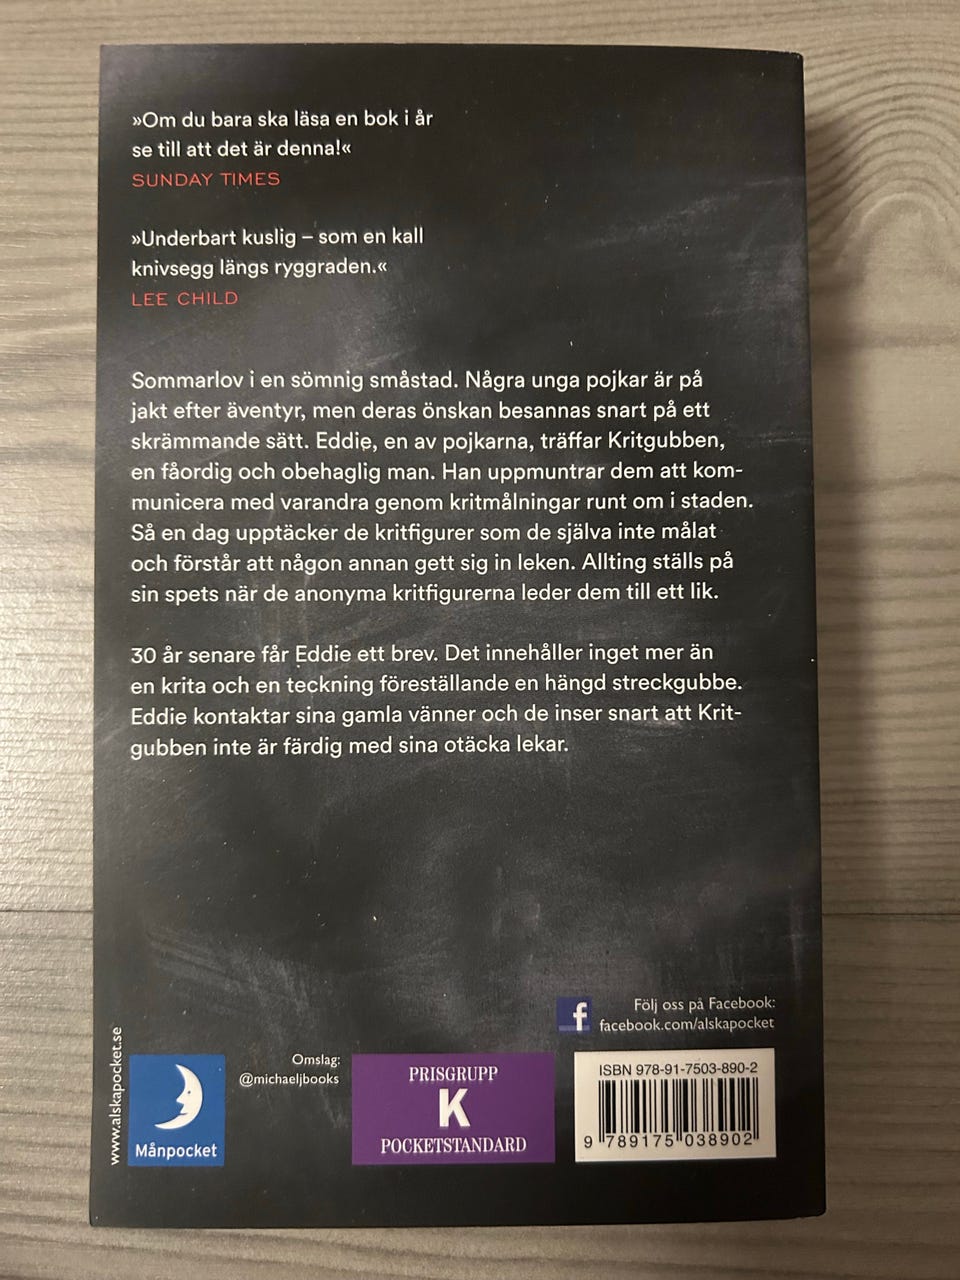 »Om du bara ska läsa en bok i år
se till att det är denna!«
SUNDAY TIMES
»Underbart kuslig – som en kall
knivsegg längs ryggraden.«
LEE CHILD
Sommarlov i en sömnig småstad. Några unga pojkar är på
jakt efter äventyr, men deras önskan besannas snart på ett
skrämmande sätt. Eddie, en av pojkarna, träffar Kritgubben,
en fåordig och obehaglig man. Han uppmuntrar dem att kom-
municera med varandra genom kritmålningar runt om i staden.
Så en dag upptäcker de kritfigurer som de själva inte målat
och förstår att någon annan gett sig in leken. Allting ställs på
sin spets när de anonyma kritfigurerna leder dem till ett lik.
30 år senare får Eddie ett brev. Det innehåller inget mer än
en krita och en teckning föreställande en hängd streckgubbe.
Eddie kontaktar sina gamla vänner och de inser snart att Krit-
gubben inte är färdig med sina otäcka lekar.
f
Följ oss på Facebook:
facebook.com/alskapocket
www.alskapocket.se
Månpocket
Omslag:
@michaeljbooks
PRISGRUPP
K
POCKETSTANDARD
ISBN 978-91-7503-890-2
9 789175 038902